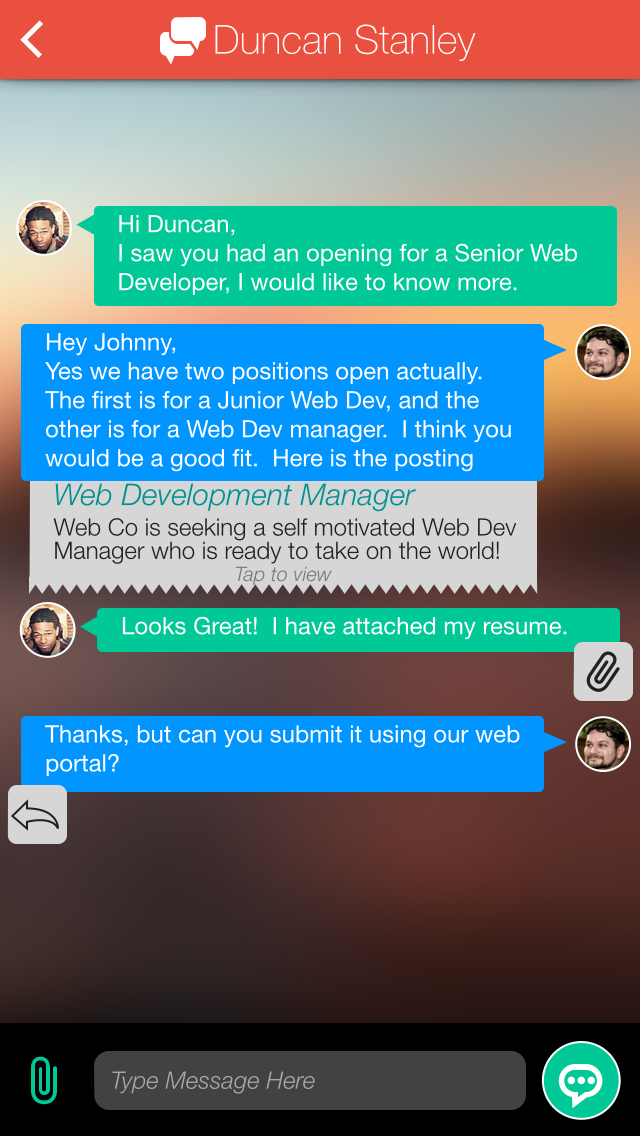 Duncan Stanley
Hi Duncan,
I saw you had an opening for a Senior Web
Developer, I would like to know more.
Hey Johnny,
Yes we have two positions open actually.
The first is for a Junior Web Dev, and the
other is for a Web Dev manager.  I think you
would be a good fit.  Here is the posting
Web Development Manager
Web Co is seeking a self motivated Web Dev
Manager who is ready to take on the world!
Tap to view
Looks Great!  I have attached my resume.
Thanks, but can you submit it using our web
portal?
Type Message Here